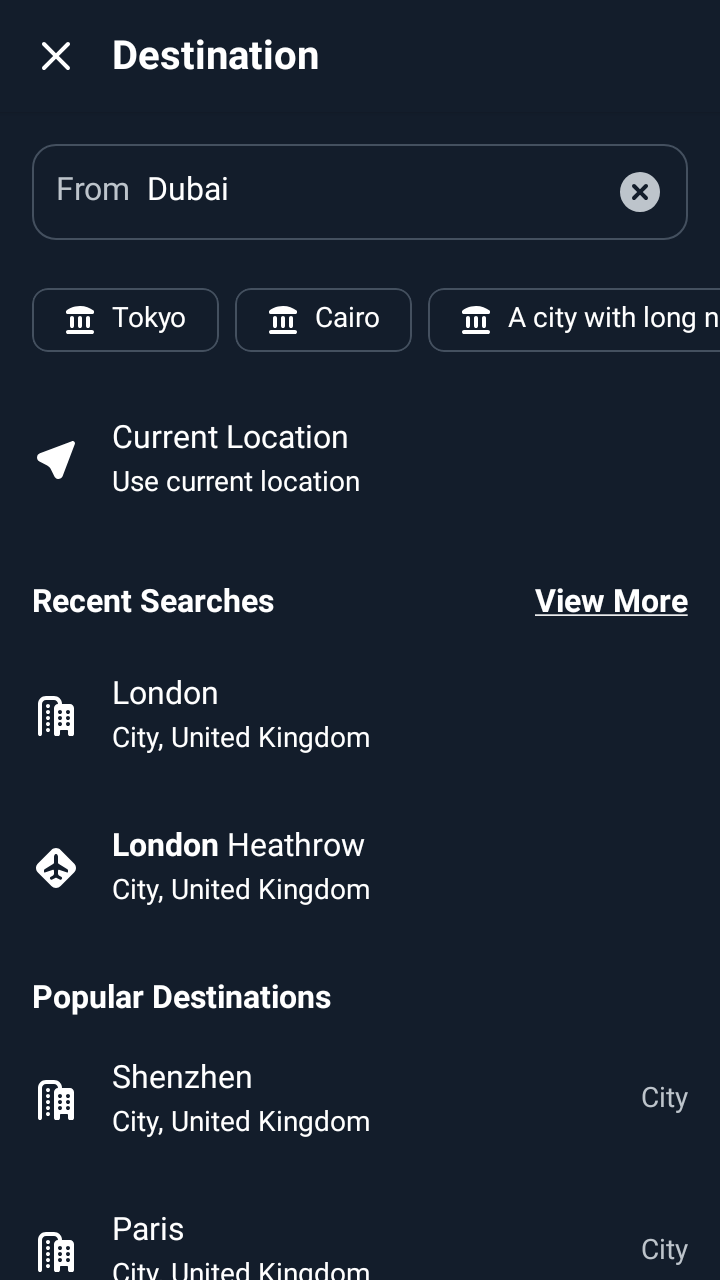 Destination
From Dubai
Tokyo Cairo A city with long n
Current Location
Use current location
Recent Searches View More
London
City, United Kingdom
London Heathrow
City, United Kingdom
Popular Destinations
Shenzhen
City, United Kingdom
City
Paris
City, United Kingdom
City